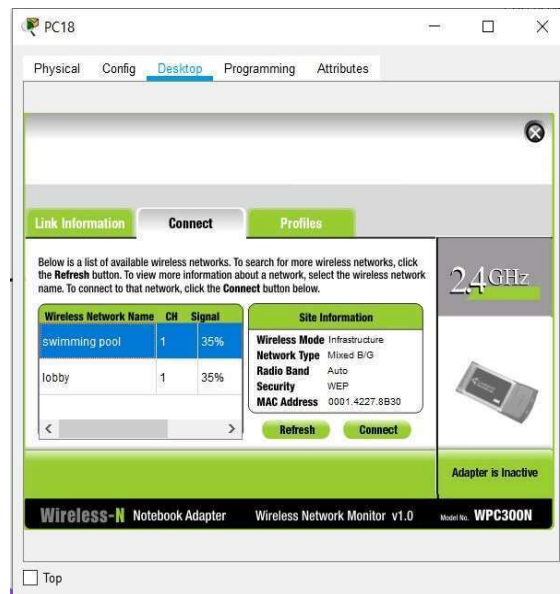 PC18
Physical Config Desktop Programming Attributes
Link Information Connect Profiles
Below is a list of available wireless networks. To search for more wireless networks, click
the Refresh button. To view more information about a network, select the wireless network
name. To connect to that network, click the Connect button below.
2.4GHz
Wireless Network Name CH Signal
swimming pool 1 35%
lobby 1 35%
Site Information
Wireless Mode Infrastructure
Network Type Mixed B/G
Radio Band Auto
Security WEP
MAC Address 0001.4227.8B30
Refresh Connect
Adapter is Inactive
Wireless-N Notebook Adapter Wireless Network Monitor v1.0 Model No. WPC300N
Top